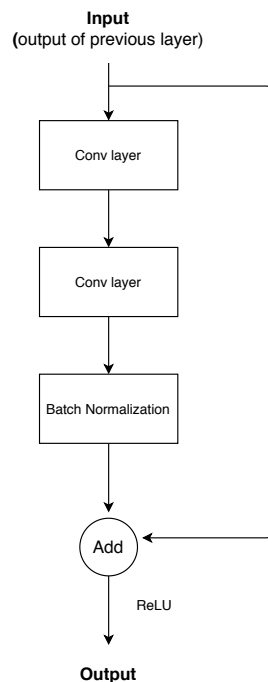 Input
(output of previous layer)
Conv layer
Conv layer
Batch Normalization
Add
ReLU
Output